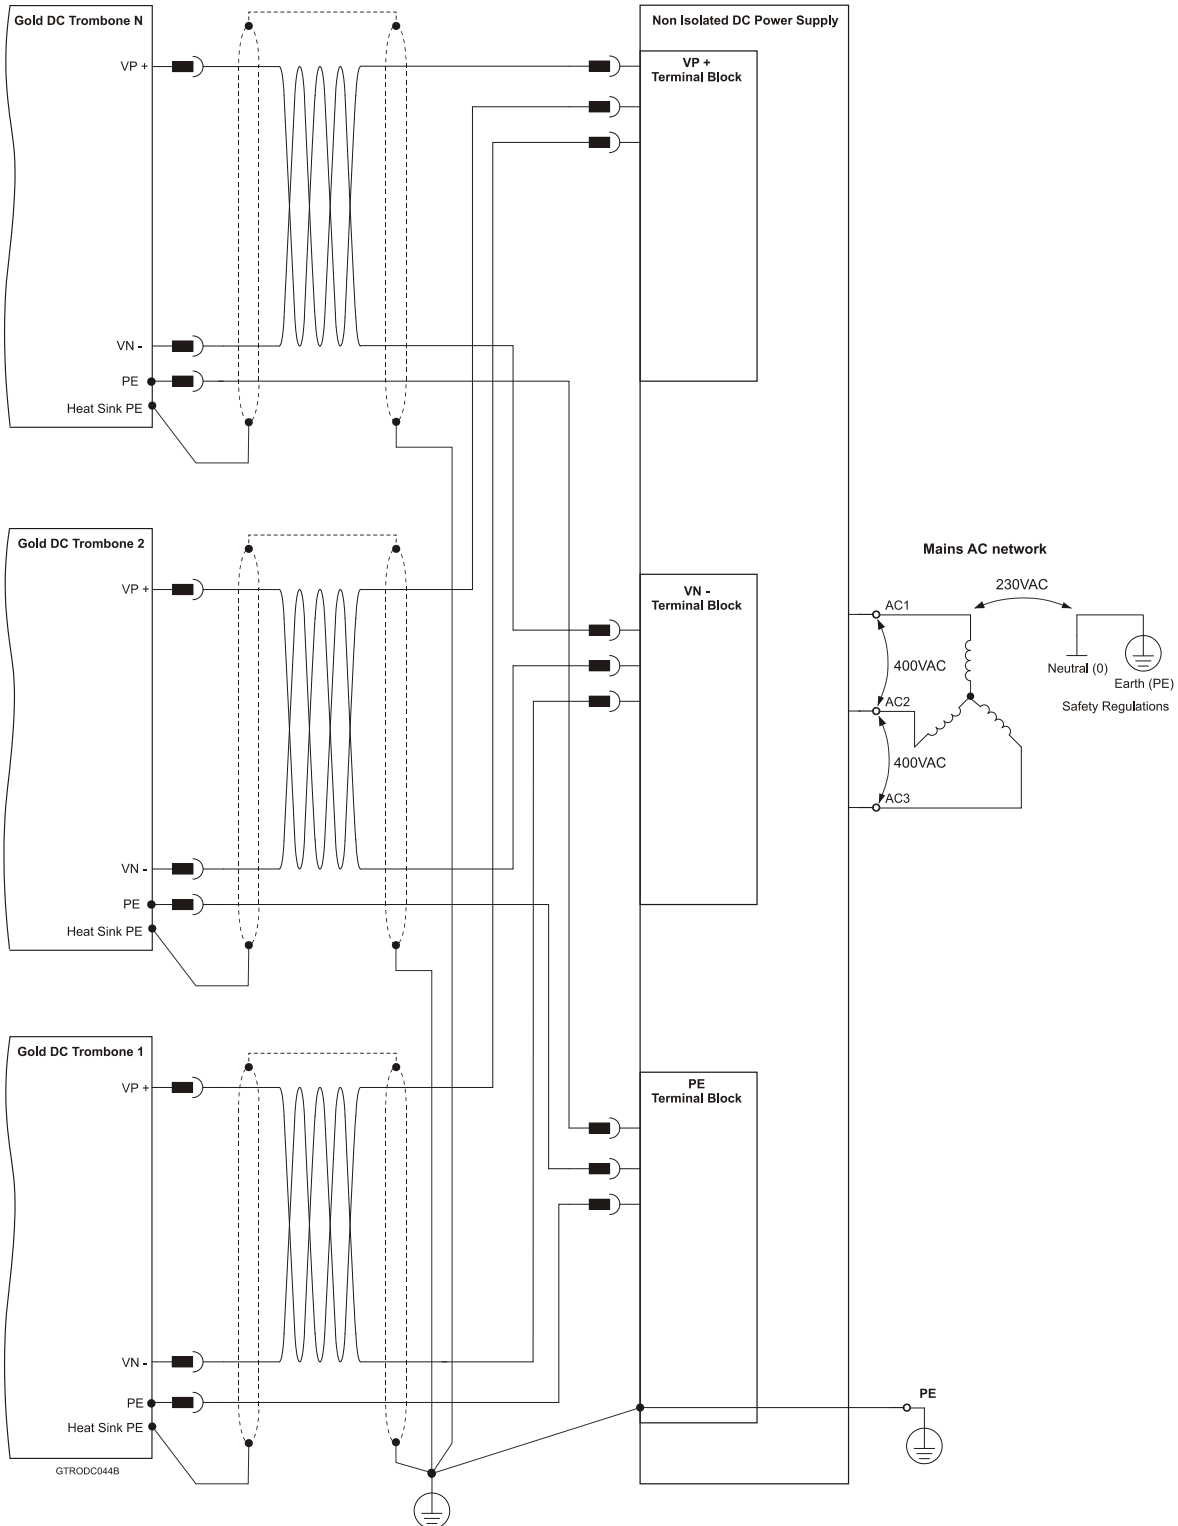 Gold DC Trombone N
VP +
VN -
PE
Heat Sink PE
Non Isolated DC Power Supply
VP +
Terminal Block
Gold DC Trombone 2
VP +
VN -
PE
Heat Sink PE
VN -
Terminal Block
Mains AC network
230VAC
AC1
400VAC
Neutral (0)
Earth (PE)
Safety Regulations
AC2
400VAC
AC3
Gold DC Trombone 1
VP +
VN -
PE
Heat Sink PE
PE
Terminal Block
PE
GTRODC044B